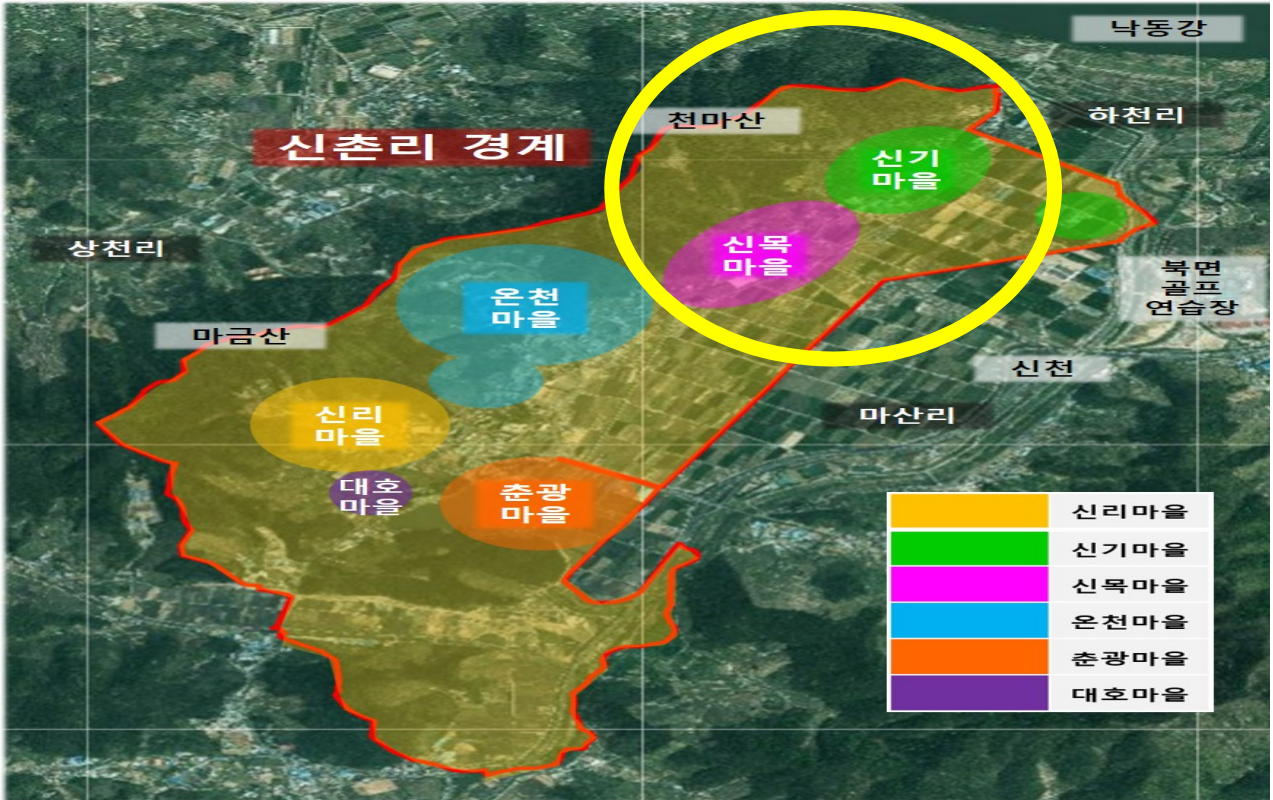 낙동강
하천리
천마산
신촌리 경계
신기
마을
상천리
신목
마을
북면
골프
연습장
온천
마을
마금산
신천
신리
마을
마산리
대호
마을
춘광
마을
신리마을
신기마을
신목마을
온천마을
춘광마을
대호마을